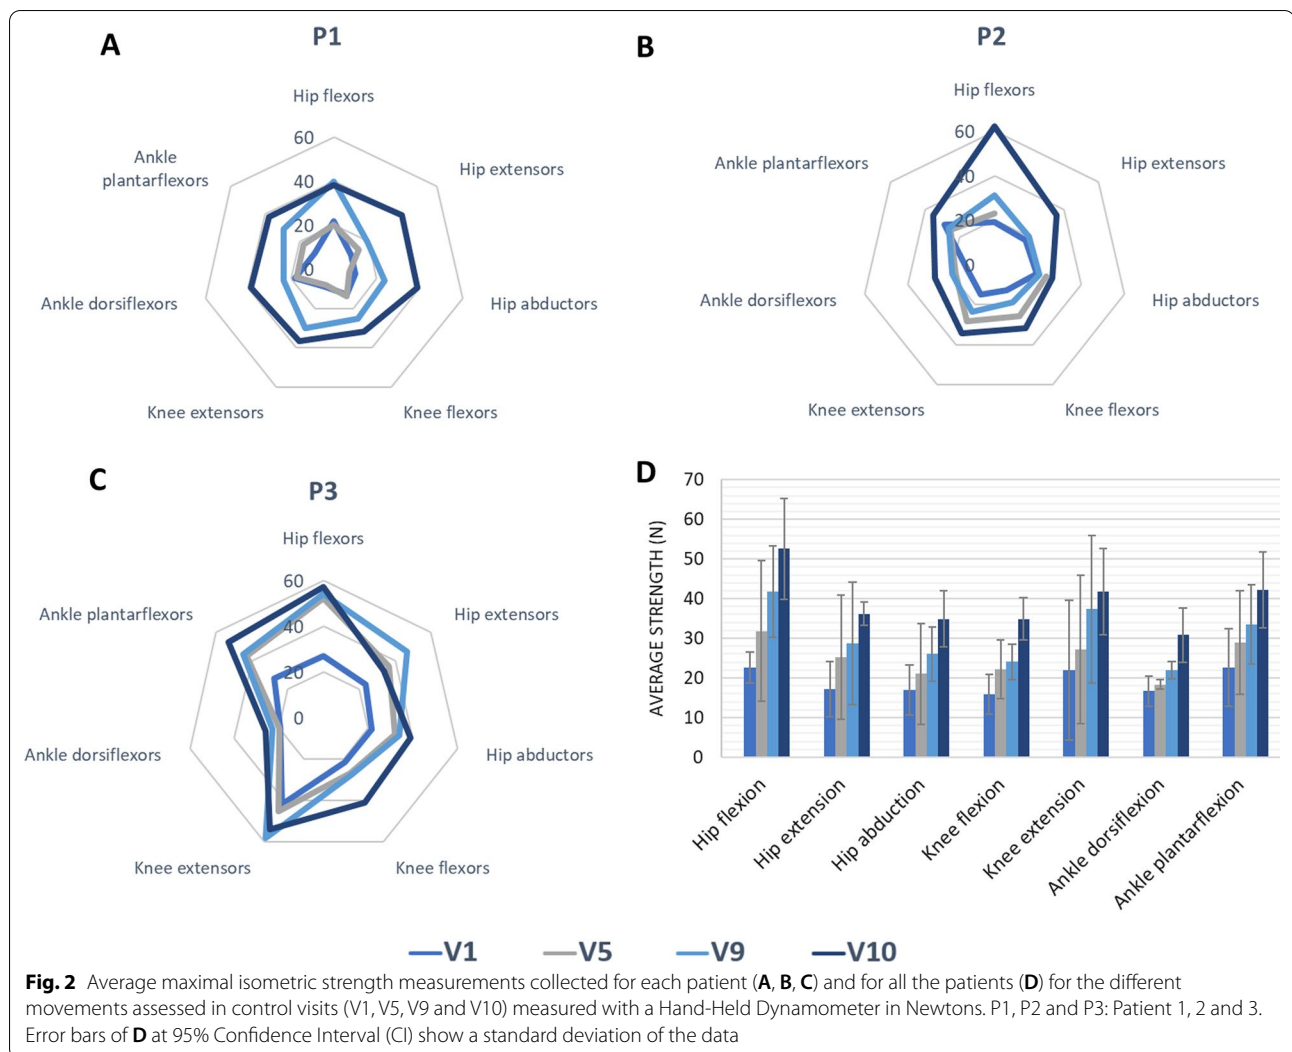 A
P1
Hip flexors
60
Ankle
plantarflexors
Hip extensors
40
20
0
Ankle dorsiflexors
Hip abductors
Knee extensors
Knee flexors
B
P2
Hip flexors
60
Ankle plantarflexors
Hip extensors
40
20
0
Ankle dorsiflexors
Hip abductors
Knee extensors
Knee flexors
C
P3
Hip flexors
60
Ankle plantarflexors
Hip extensors
40
20
0
Ankle dorsiflexors
Hip abductors
Knee extensors
Knee flexors
D
AVERAGE STRENGTH (N)
70
60
50
40
30
20
10
0
Hip flexion
Hip extension
Hip abduction
Knee flexion
Knee extension
Ankle dorsiflexion
Ankle plantarflexion
V1 V5 V9 V10
Fig. 2 Average maximal isometric strength measurements collected for each patient (A, B, C) and for all the patients (D) for the different
movements assessed in control visits (V1, V5, V9 and V10) measured with a Hand-Held Dynamometer in Newtons. P1, P2 and P3: Patient 1, 2 and 3.
Error bars of D at 95% Confidence Interval (CI) show a standard deviation of the data